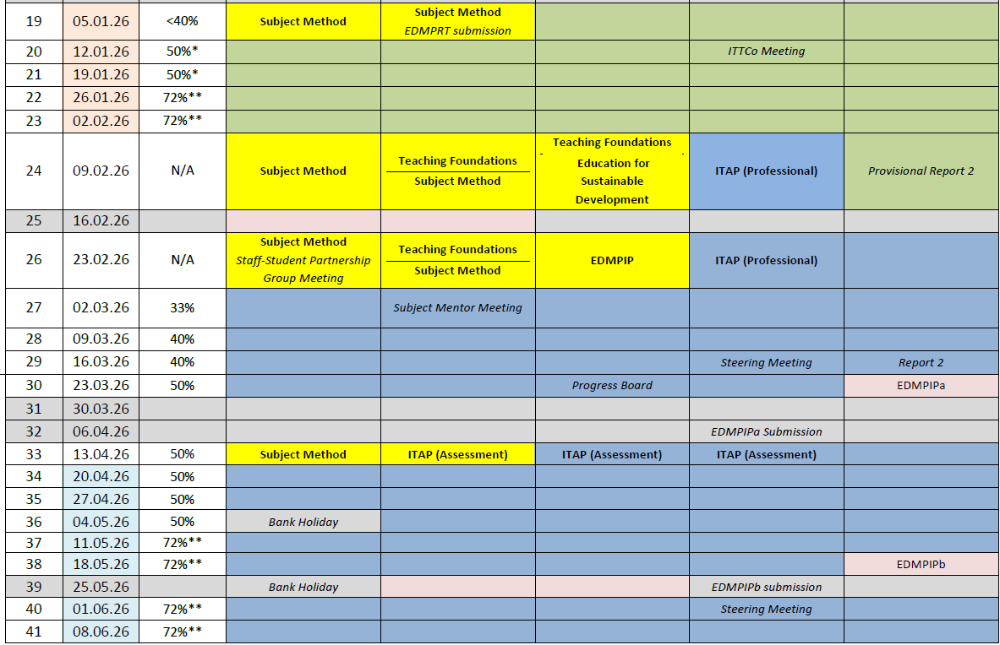 19 05.01.26 <40% Subject Method Subject Method
EDMPRT submission
20 12.01.26 50%* ITTCo Meeting
21 19.01.26 50%*
22 26.01.26 72%**
23 02.02.26 72%**
24 09.02.26 N/A Subject Method Teaching Foundations
Subject Method
Teaching Foundations
Education for
Sustainable
Development
ITAP (Professional) Provisional Report 2
25 16.02.26
26 23.02.26 N/A Subject Method
Staff-Student Partnership
Group Meeting
Teaching Foundations
Subject Method
EDMPIP ITAP (Professional)
27 02.03.26 33% Subject Mentor Meeting
28 09.03.26 40%
29 16.03.26 40% Steering Meeting Report 2
30 23.03.26 50% Progress Board EDMPIPa
31 30.03.26
32 06.04.26 EDMPIPa Submission
33 13.04.26 50% Subject Method ITAP (Assessment) ITAP (Assessment) ITAP (Assessment)
34 20.04.26 50%
35 27.04.26 50%
36 04.05.26 50% Bank Holiday
37 11.05.26 72%**
38 18.05.26 72%** EDMPIPb
39 25.05.26 Bank Holiday EDMPIPb submission
40 01.06.26 72%** Steering Meeting
41 08.06.26 72%**